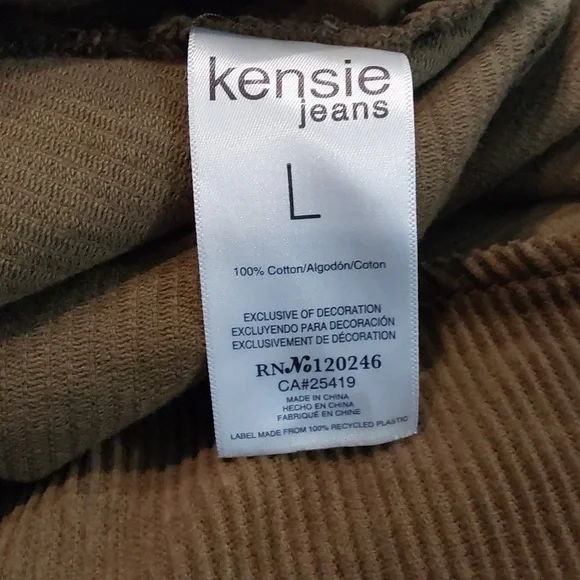 kensie
jeans
L
100% Cotton/Algodón/Coton
EXCLUSIVE OF DECORATION
EXCLUYENDO PARA DECORACIÓN
EXCLUSIVEMENT DE DÉCORATION
RN№120246
CA#25419
MADE IN CHINA
HECHO EN CHINA
FABRIQUÉ EN CHINE
LABEL MADE FROM 100% RECYCLED PLASTIC